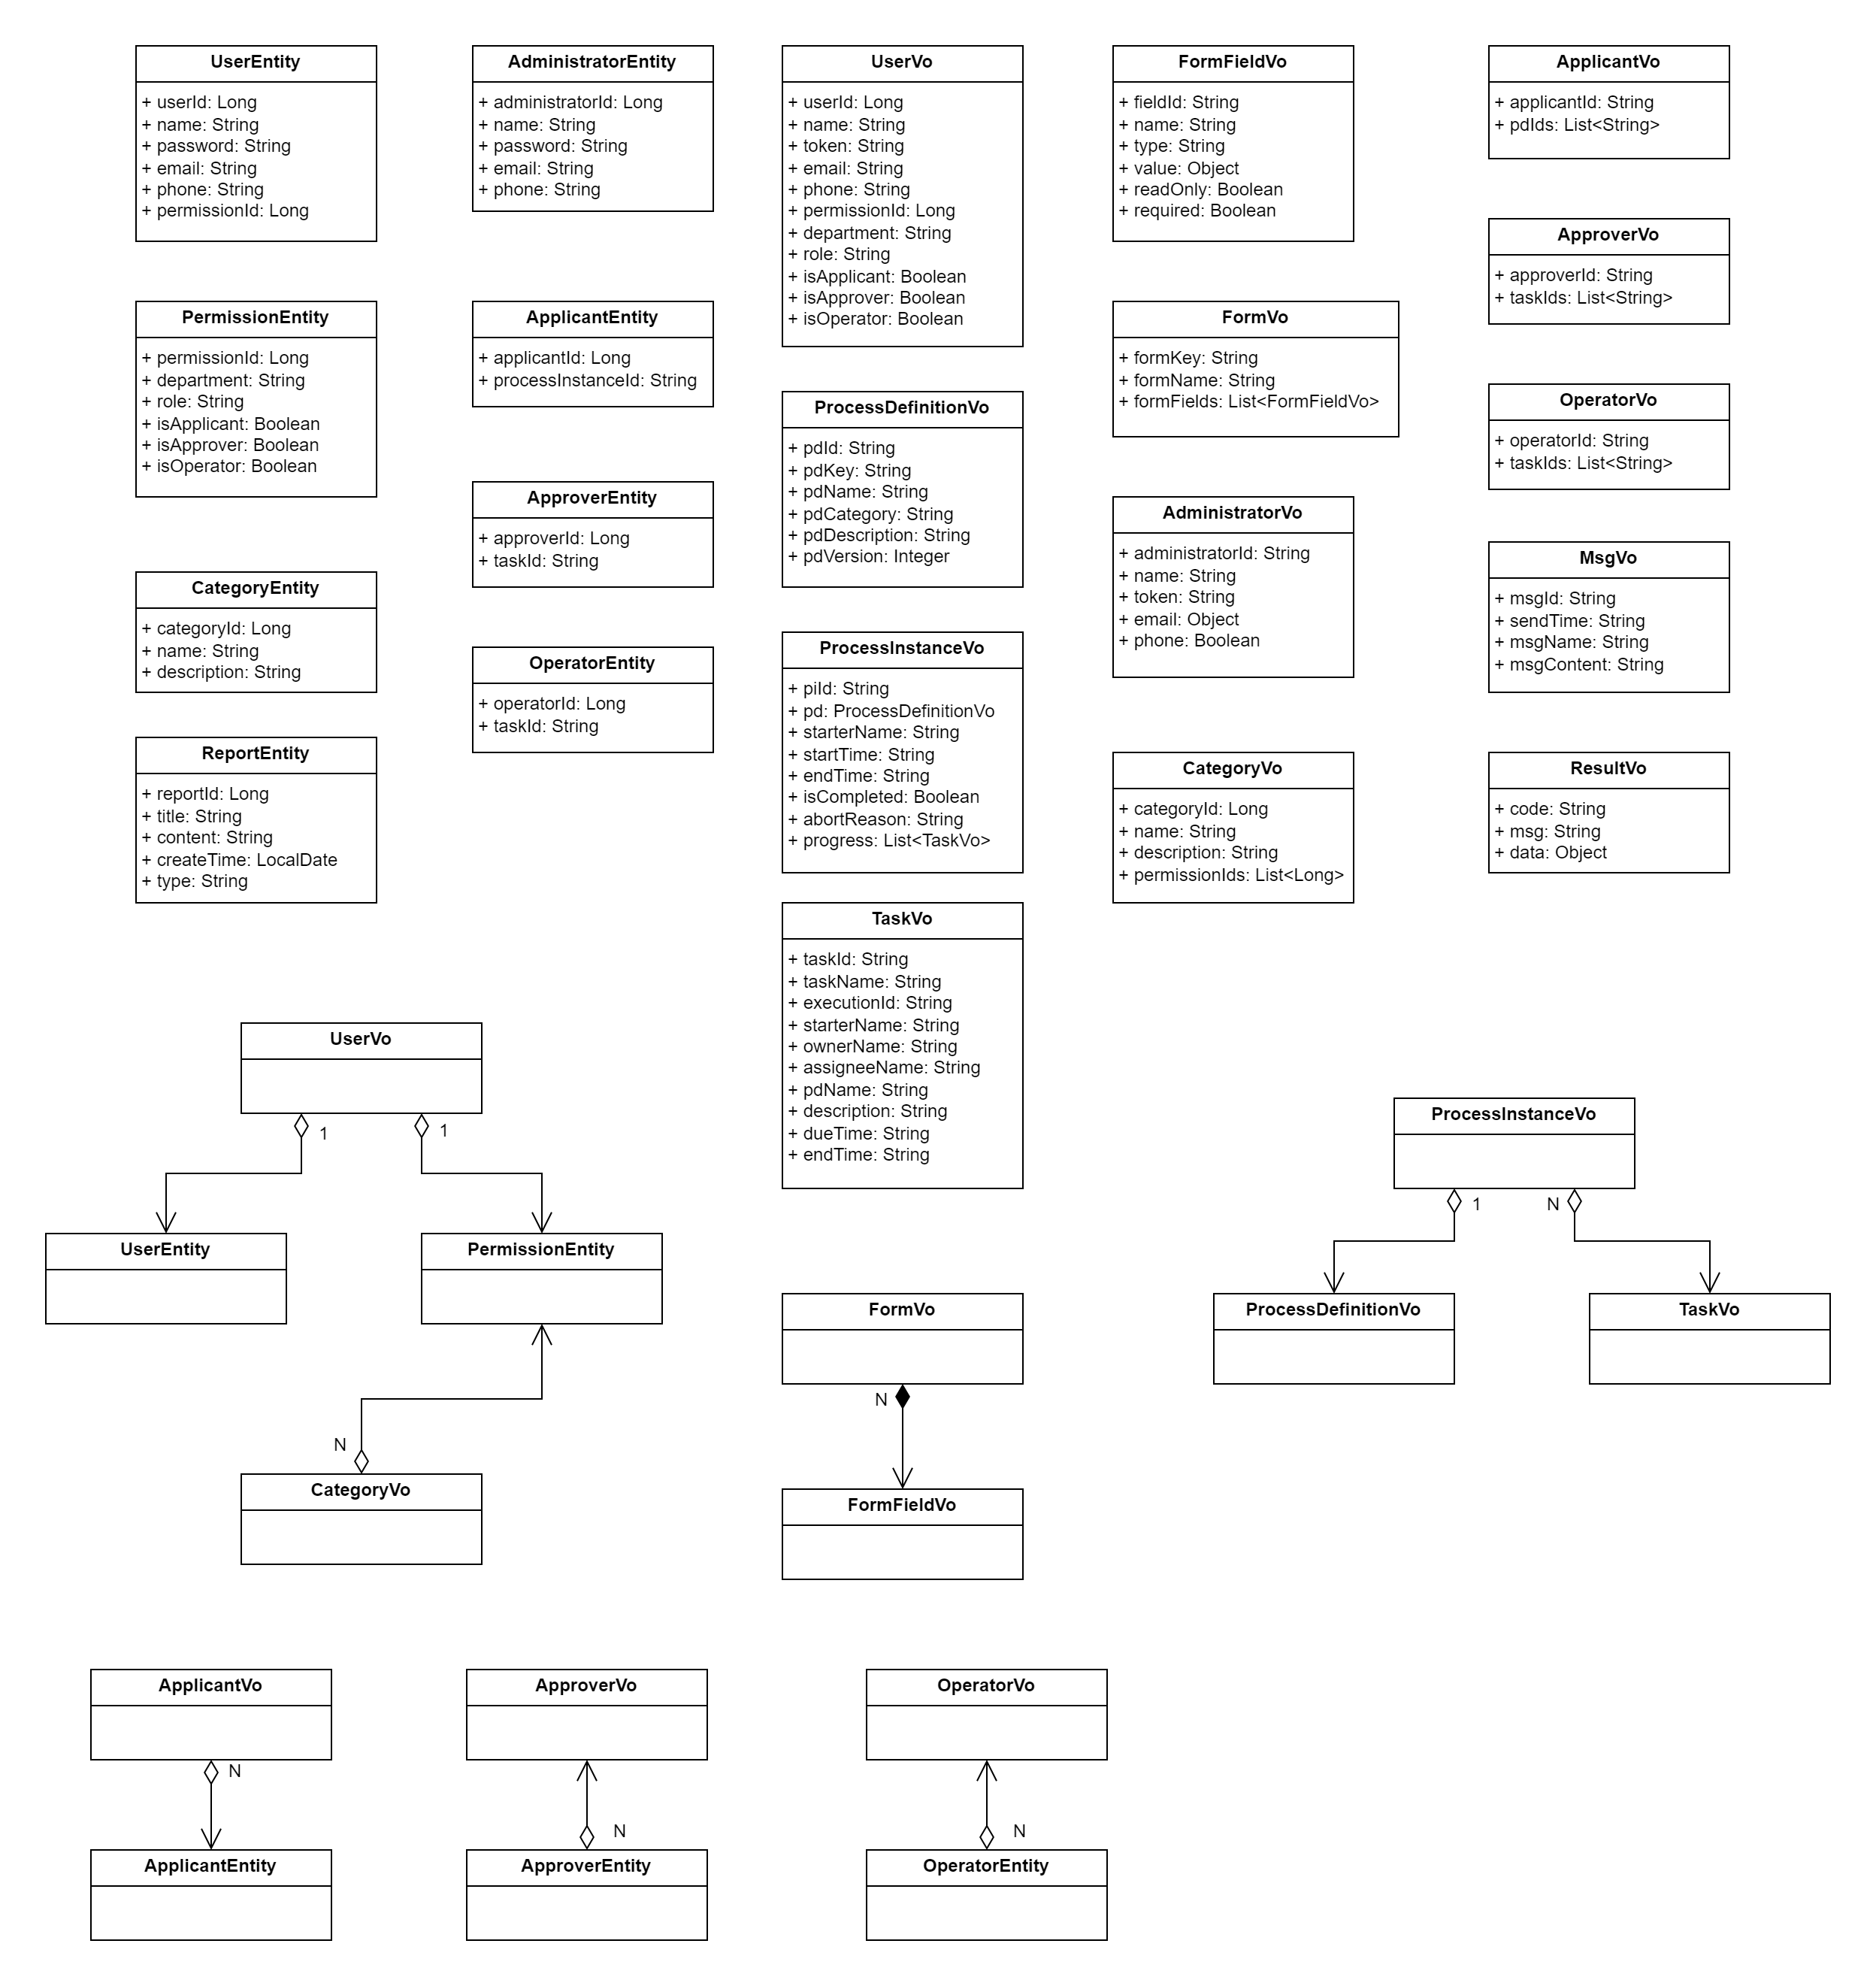 UserEntity
+ userId: Long
+ name: String
+ password: String
+ email: String
+ phone: String
+ permissionId: Long
PermissionEntity
+ permissionId: Long
+ department: String
+ role: String
+ isApplicant: Boolean
+ isApprover: Boolean
+ isOperator: Boolean
CategoryEntity
+ categoryId: Long
+ name: String
+ description: String
ReportEntity
+ reportId: Long
+ title: String
+ content: String
+ createTime: LocalDate
+ type: String
AdministratorEntity
+ administratorId: Long
+ name: String
+ password: String
+ email: String
+ phone: String
ApplicantEntity
+ applicantId: Long
+ processInstanceId: String
ApproverEntity
+ approverId: Long
+ taskId: String
OperatorEntity
+ operatorId: Long
+ taskId: String
UserVo
+ userId: Long
+ name: String
+ token: String
+ email: String
+ phone: String
+ permissionId: Long
+ department: String
+ role: String
+ isApplicant: Boolean
+ isApprover: Boolean
+ isOperator: Boolean
ProcessDefinitionVo
+ pdId: String
+ pdKey: String
+ pdName: String
+ pdCategory: String
+ pdDescription: String
+ pdVersion: Integer
ProcessInstanceVo
+ piId: String
+ pd: ProcessDefinitionVo
+ starterName: String
+ startTime: String
+ endTime: String
+ isCompleted: Boolean
+ abortReason: String
+ progress: List<TaskVo>
TaskVo
+ taskId: String
+ taskName: String
+ executionId: String
+ starterName: String
+ ownerName: String
+ assigneeName: String
+ pdName: String
+ description: String
+ dueTime: String
+ endTime: String
FormFieldVo
+ fieldId: String
+ name: String
+ type: String
+ value: Object
+ readOnly: Boolean
+ required: Boolean
FormVo
+ formKey: String
+ formName: String
+ formFields: List<FormFieldVo>
AdministratorVo
+ administratorId: String
+ name: String
+ token: String
+ email: Object
+ phone: Boolean
CategoryVo
+ categoryId: Long
+ name: String
+ description: String
+ permissionIds: List<Long>
ApplicantVo
+ applicantId: String
+ pdIds: List<String>
ApproverVo
+ approverId: String
+ taskIds: List<String>
OperatorVo
+ operatorId: String
+ taskIds: List<String>
MsgVo
+ msgId: String
+ sendTime: String
+ msgName: String
+ msgContent: String
ResultVo
+ code: String
+ msg: String
+ data: Object
UserVo
1
1
UserEntity
PermissionEntity
N
CategoryVo
FormVo
N
FormFieldVo
ProcessInstanceVo
1
N
ProcessDefinitionVo
TaskVo
ApplicantVo
N
ApplicantEntity
ApproverVo
N
ApproverEntity
OperatorVo
N
OperatorEntity